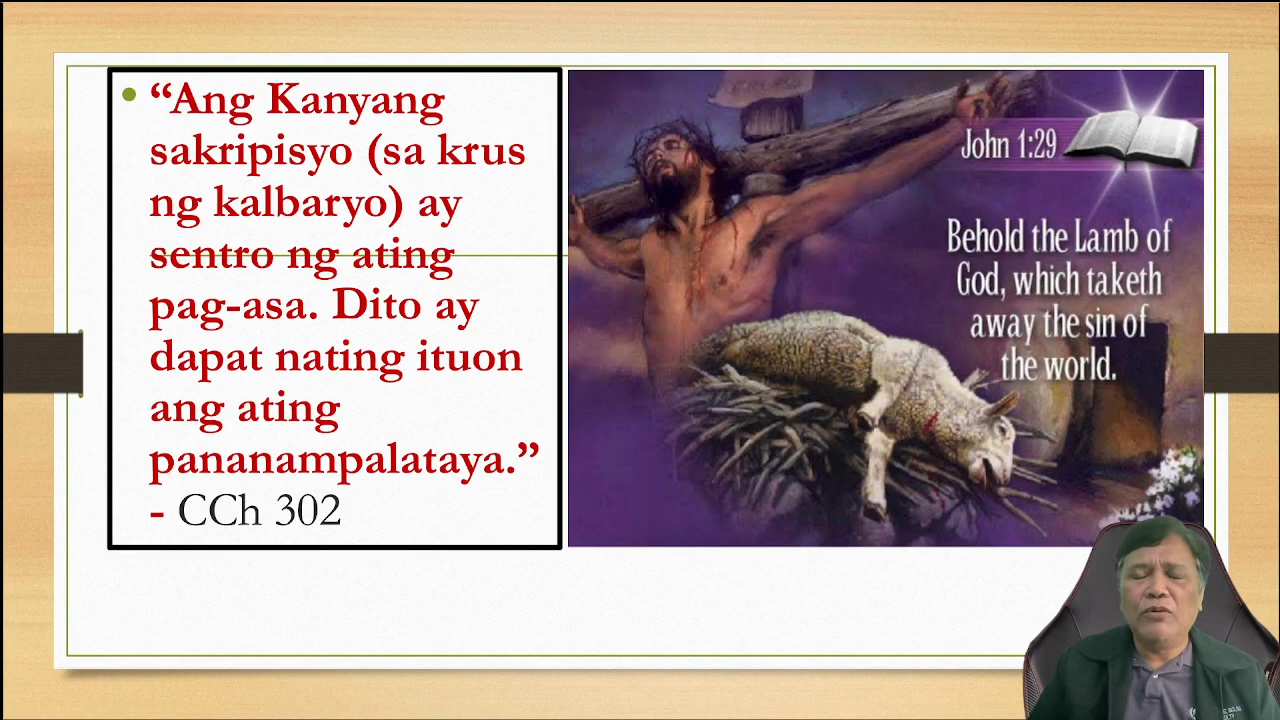 “Ang Kanyang
sakripisyo (sa krus
ng kalbaryo) ay
sentro ng ating
pag-asa. Dito ay
dapat nating ituon
ang ating
pananampalataya.”
- CCh 302
John 1:29
Behold the Lamb of
God, which taketh
away the sin of
the world.